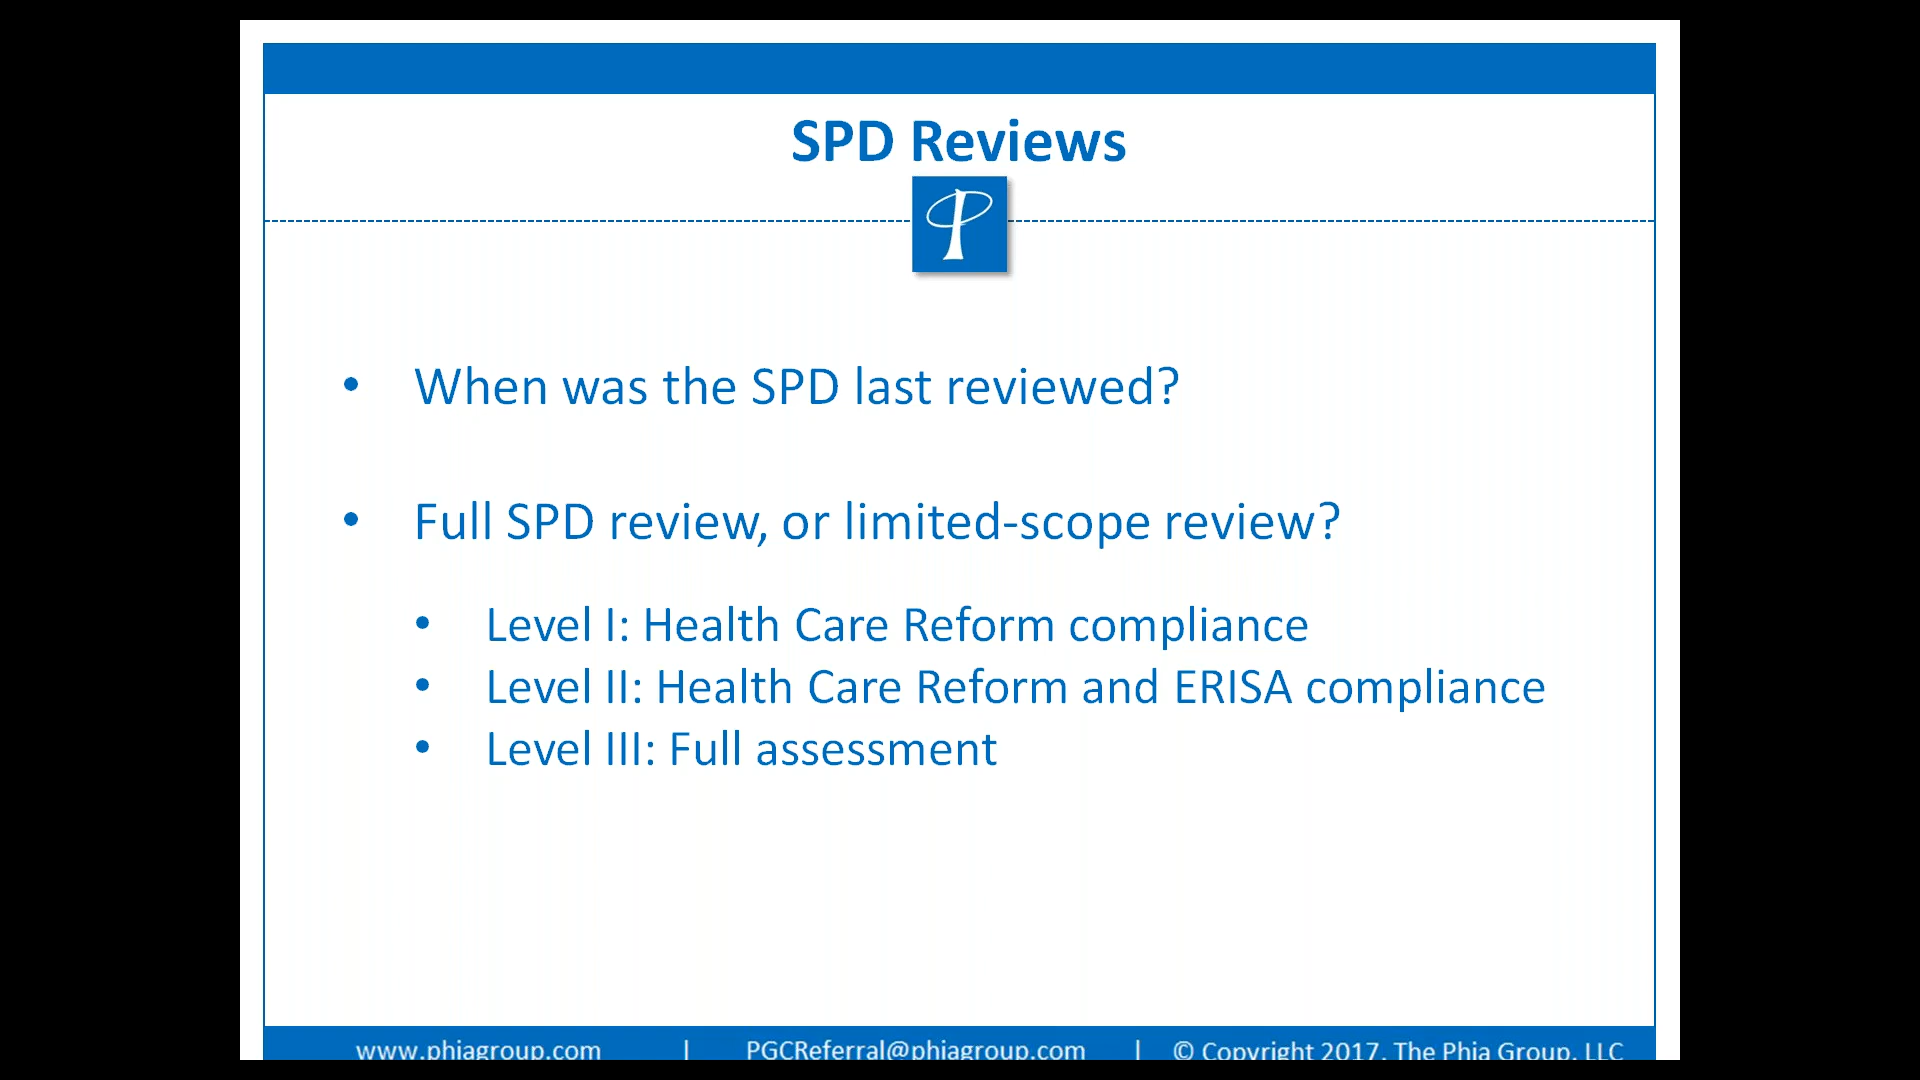 SPD Reviews
• When was the SPD last reviewed?
• Full SPD review, or limited-scope review?
• Level I: Health Care Reform compliance
• Level II: Health Care Reform and ERISA compliance
• Level III: Full assessment
www.phiagroup.com | PGCReferral@phiagroup.com | © Copyright 2017. The Phia Group, LLC